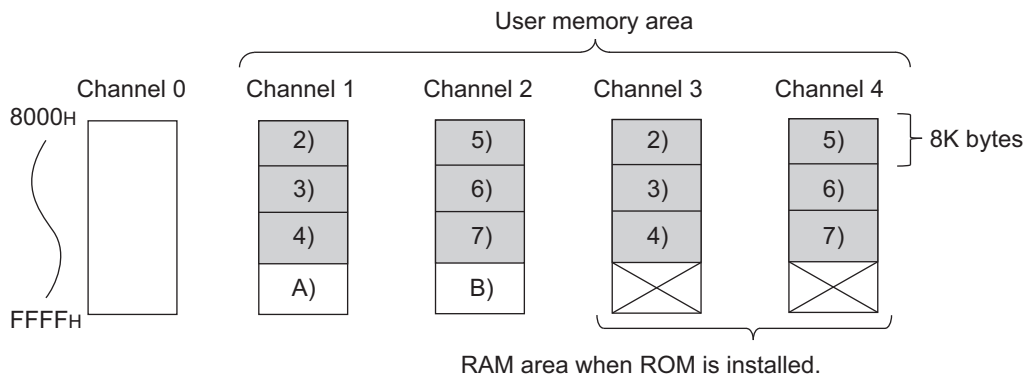 User memory area
Channel 0 Channel 1 Channel 2 Channel 3 Channel 4
8000H
2) 5) 2) 5)
8K bytes
3) 6) 3) 6)
4) 7) 4) 7)
A) B)
FFFFH
RAM area when ROM is installed.